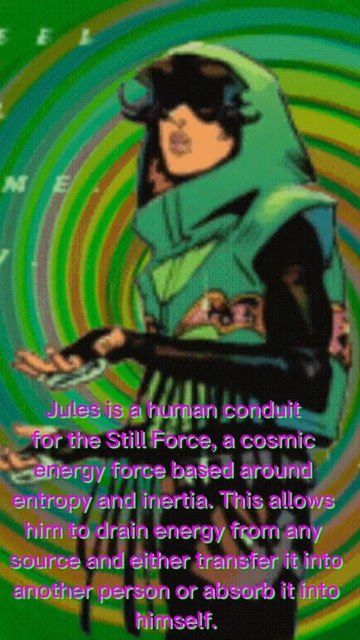 E E L
M E .
Jules is a human conduit
for the Still Force, a cosmic
energy force based around
entropy and inertia. This allows
him to drain energy from any
source and either transfer it into
another person or absorb it into
himself.